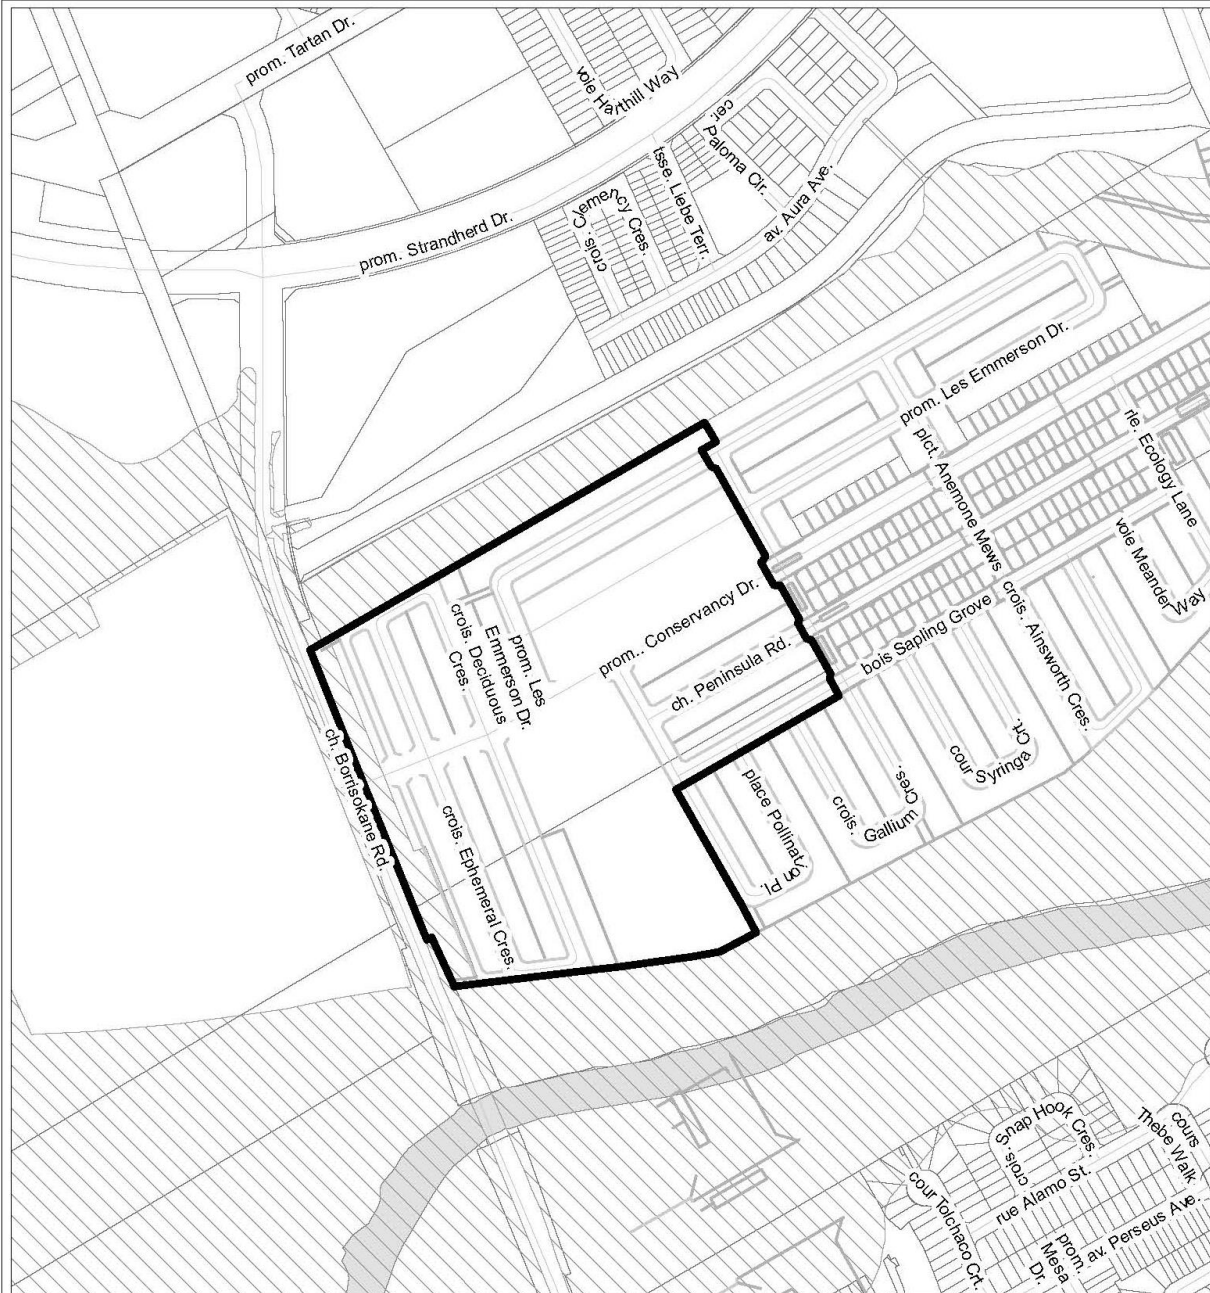 prom. Tartan Dr.
voie Harthill Way
prom. Strandherd Dr.
cer. Paloma Cir.
tsse. Liebe Terr.
av. Aura Ave.
crois. Clemency Cres.
prom. Les Emmerson Dr.
plct. Anemone Mews
rle. Ecology Lane
voie Meander Way
crois. Ainsworth Cres.
bois Sapling Grove
prom.. Conservancy Dr.
ch. Peninsula Rd.
prom. Les
Emmerson Dr.
crois. Deciduous
Cres.
ch. Borrisokane Rd.
crois. Ephemeral Cres.
place Pollination Pl.
crois. Gallium Cres.
cour Syringa Crt.
crois. Snap Hook Cres.
cours
Thebe Walk
rue Alamo St.
av. Perseus Ave.
prom.
Mesa
Dr.
cour Tolchaco Crt.